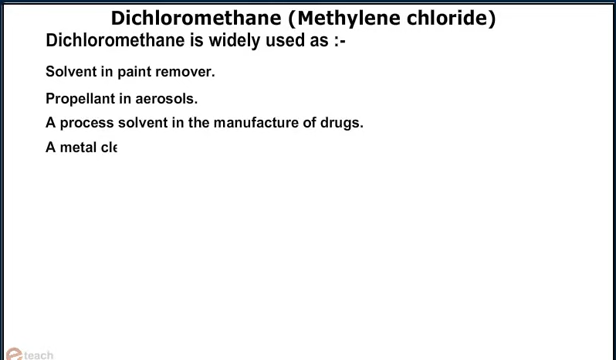 Dichloromethane (Methylene chloride)
Dichloromethane is widely used as :-
Solvent in paint remover.
Propellant in aerosols.
A process solvent in the manufacture of drugs.
A metal cle
e teach